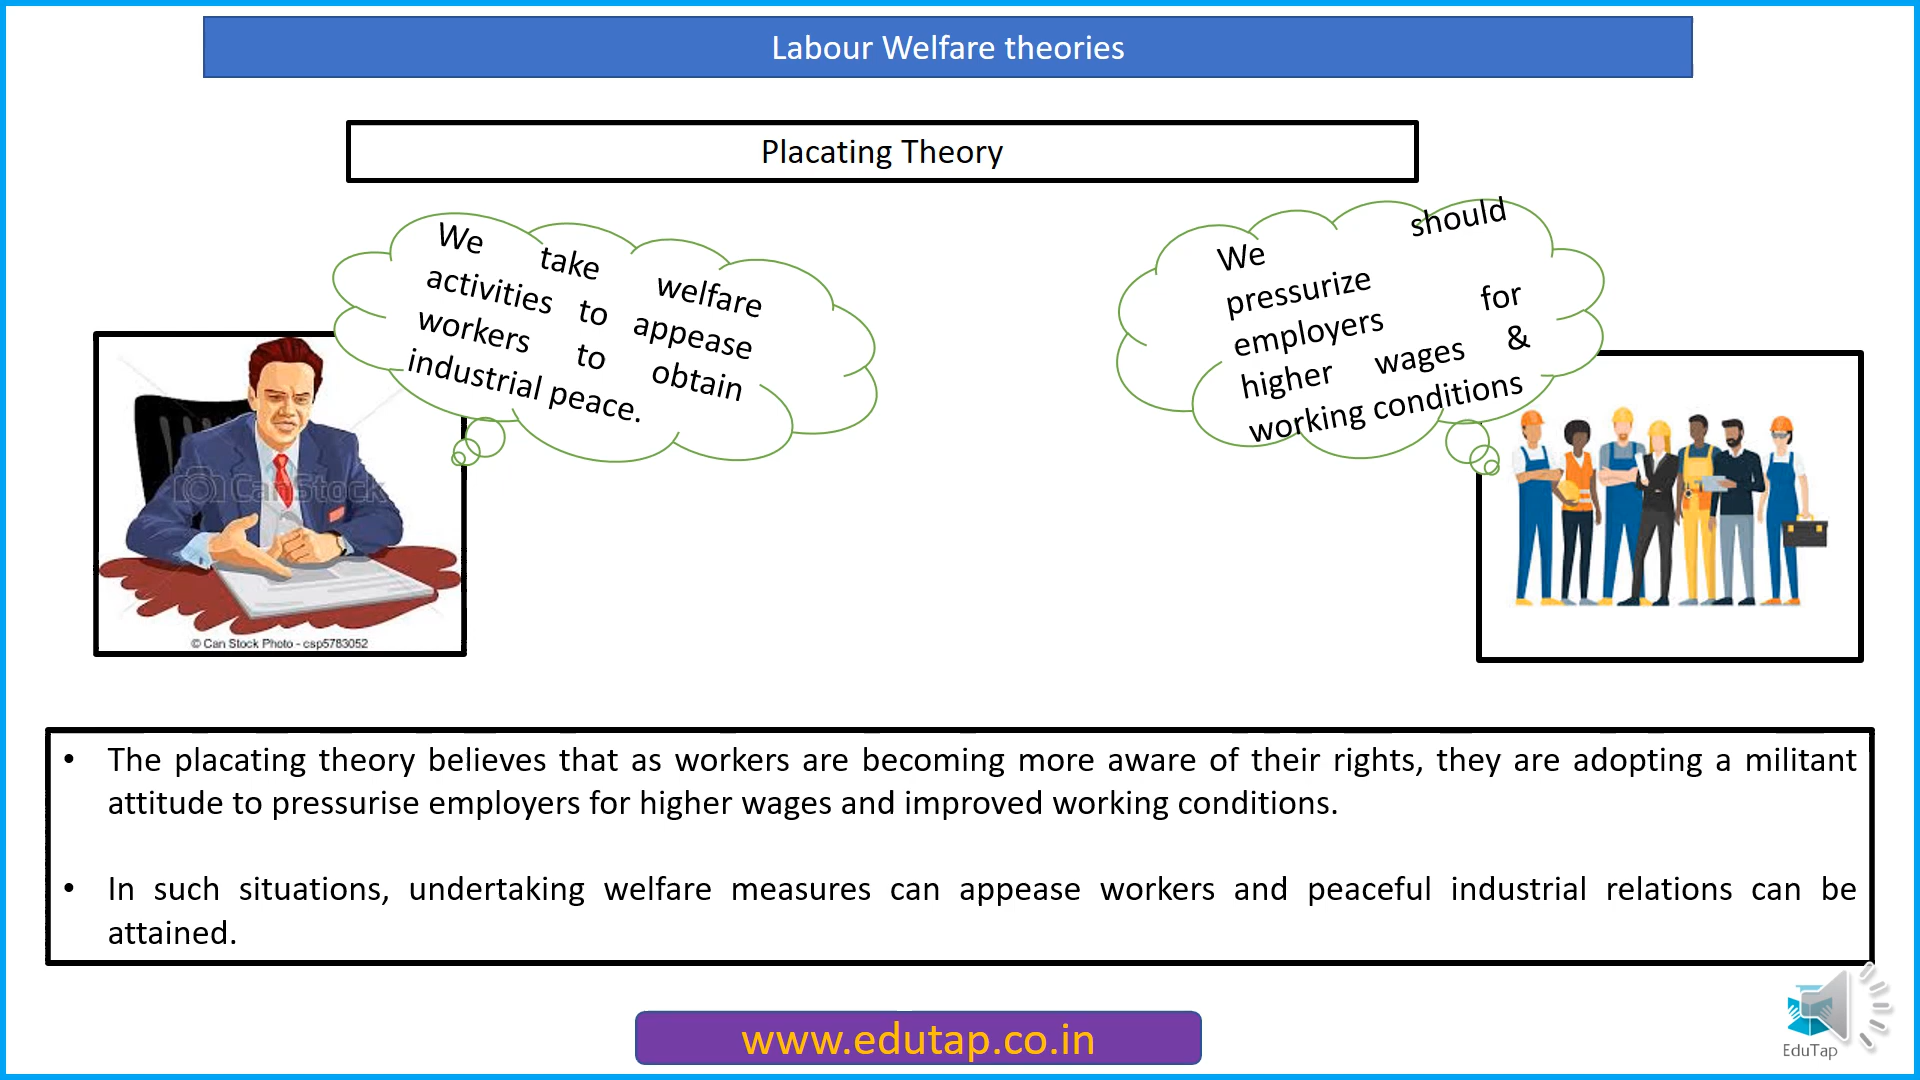 Labour Welfare theories
Placating Theory
We take welfare
activities to appease
workers to obtain
industrial peace.
We should
pressurize
employers for
higher wages &
working conditions
CanStock
© Can Stock Photo - csp5783052
• The placating theory believes that as workers are becoming more aware of their rights, they are adopting a militant
attitude to pressurise employers for higher wages and improved working conditions.
• In such situations, undertaking welfare measures can appease workers and peaceful industrial relations can be
attained.
www.edutap.co.in
EduTap